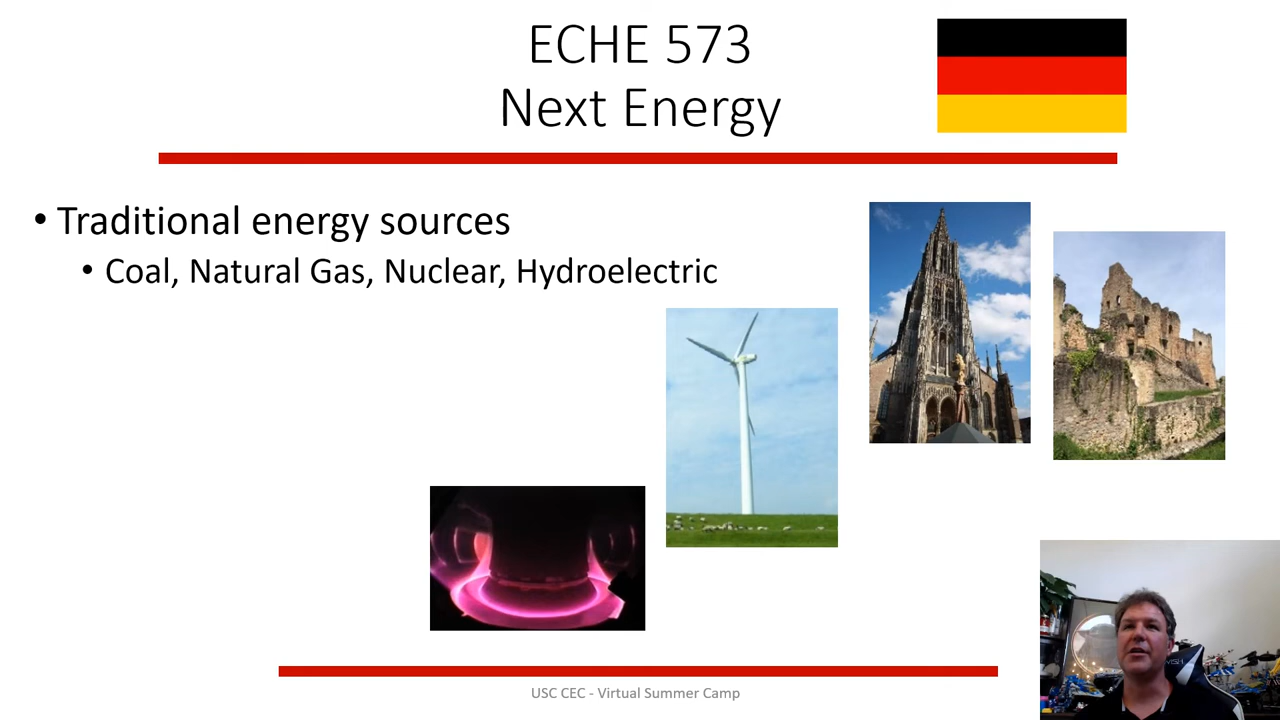 ECHE 573
Next Energy
• Traditional energy sources
• Coal, Natural Gas, Nuclear, Hydroelectric
USC CEC - Virtual Summer Camp